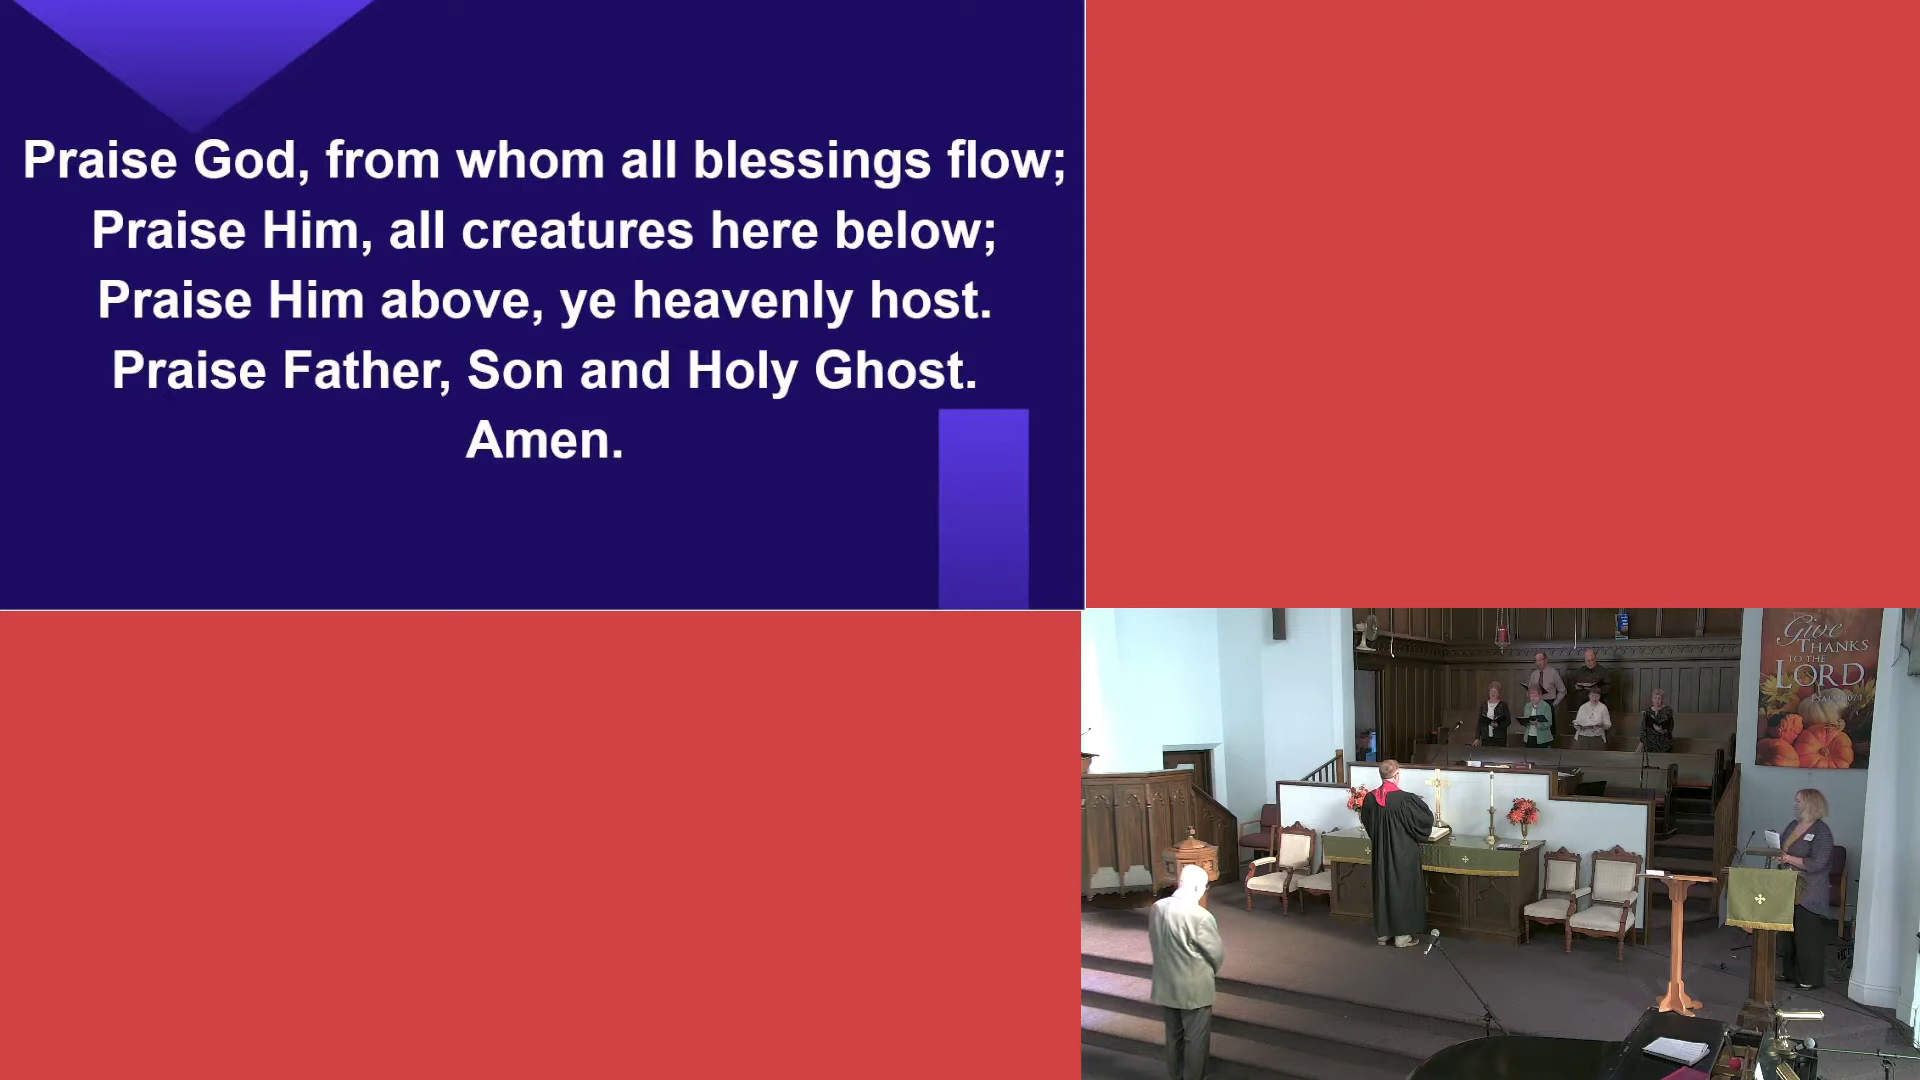 Praise God, from whom all blessings flow;
Praise Him, all creatures here below;
Praise Him above, ye heavenly host.
Praise Father, Son and Holy Ghost.
Amen.
Give
THANKS
TO THE
LORD